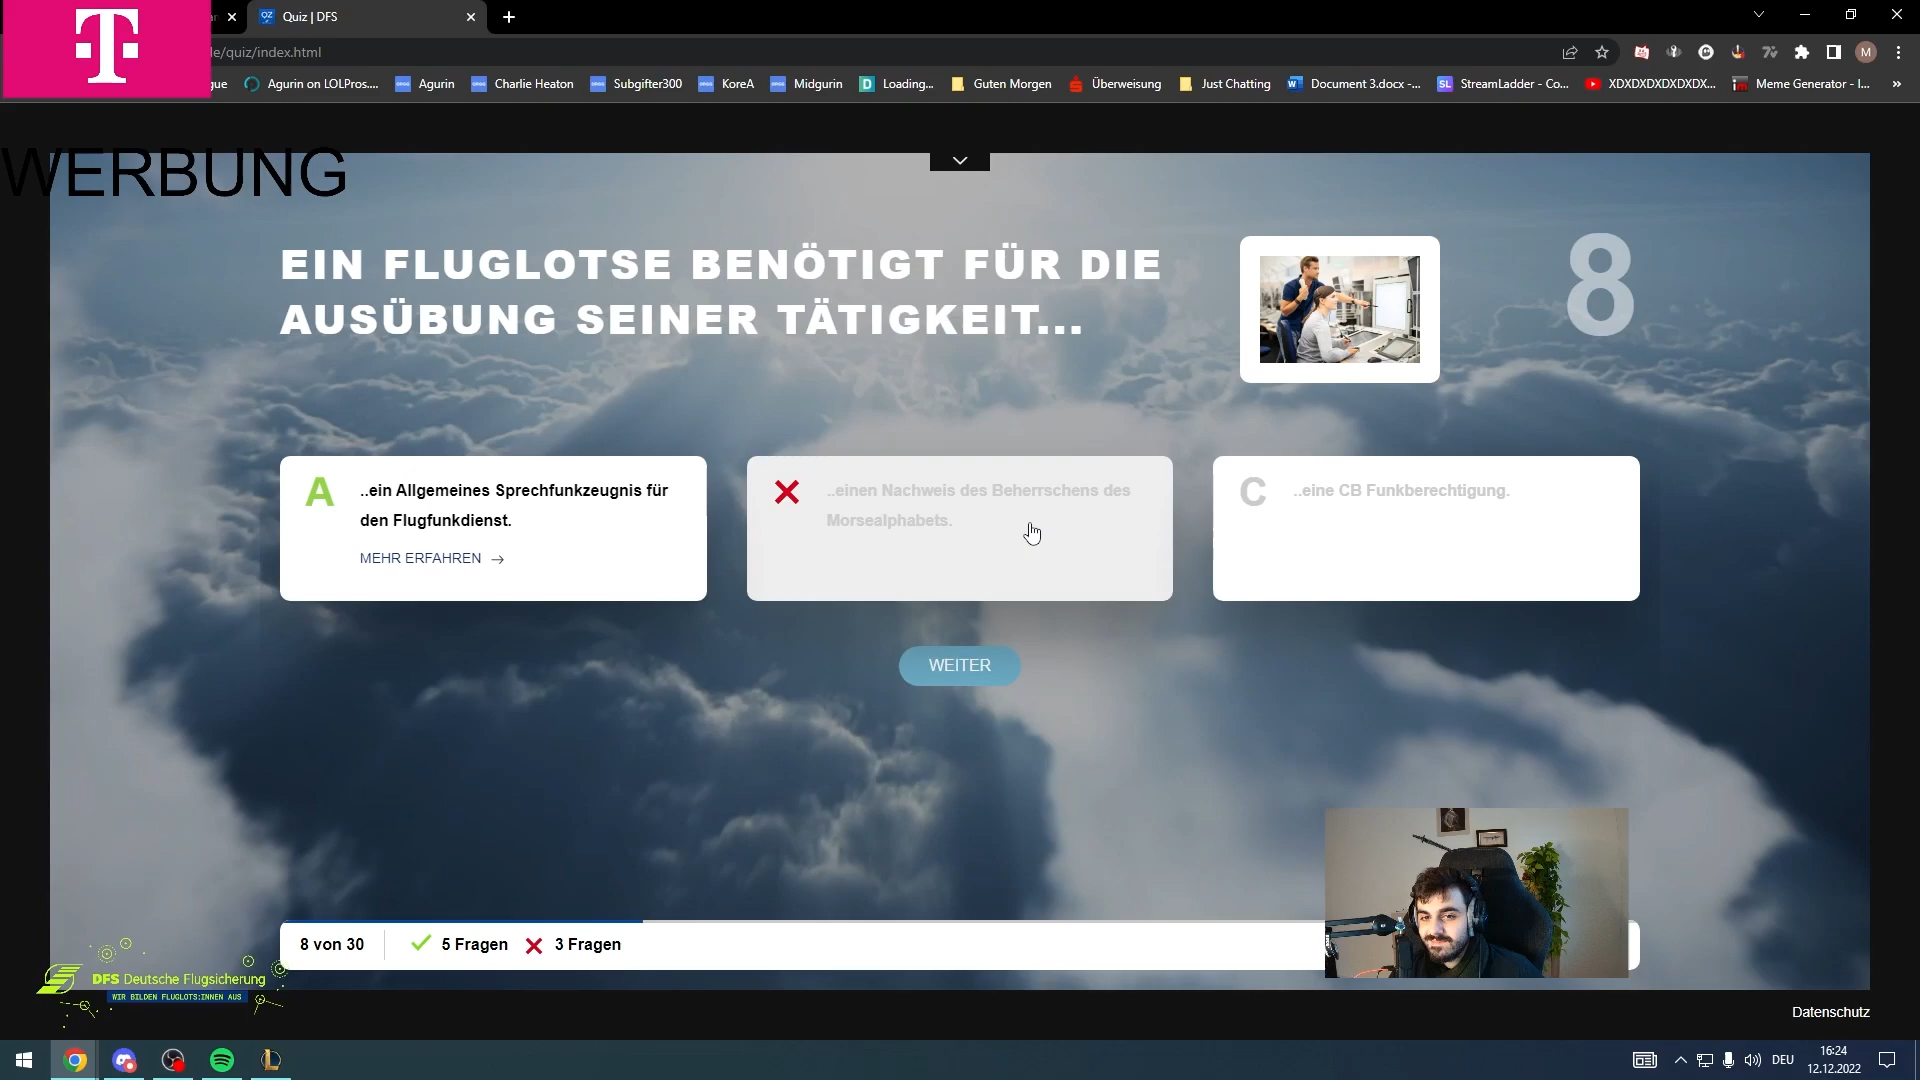 Quiz | DFS
le/quiz/index.html
M
gue
Agurin on LOLPros....
Agurin
Charlie Heaton
Subgifter300
KoreA
Midgurin
Loading...
Guten Morgen
Überweisung
Just Chatting
Document 3.docx -...
StreamLadder - Co...
XDXDXDXDXDXDX...
Meme Generator - I...
»
WERBUNG
EIN FLUGLOTSE BENÖTIGT FÜR DIE
AUSÜBUNG SEINER TÄTIGKEIT...
8
A
..ein Allgemeines Sprechfunkzeugnis für
den Flugfunkdienst.
MEHR ERFAHREN →
..einen Nachweis des Beherrschens des
Morsealphabets.
C
..eine CB Funkberechtigung.
WEITER
8 von 30
5 Fragen
3 Fragen
DFS Deutsche Flugsicherung
WIR BILDEN FLUGLOTS:INNEN AUS
Datenschutz
DEU
16:24
12.12.2022